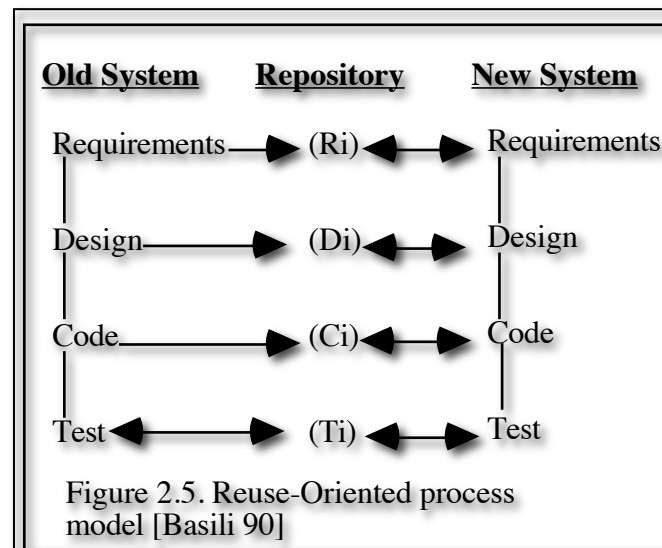 Old System Repository New System
Requirements (Ri) Requirements
Design (Di) Design
Code (Ci) Code
Test (Ti) Test
Figure 2.5. Reuse-Oriented process
model [Basili 90]